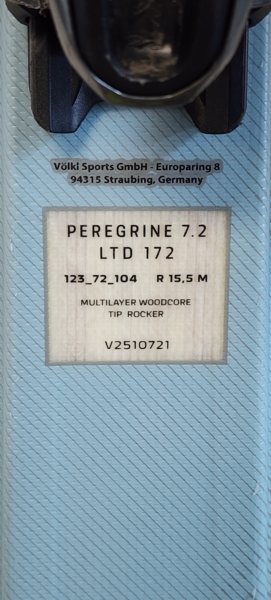 Völkl Sports GmbH - Europaring 8
94315 Straubing, Germany
PEREGRINE 7.2
LTD 172
123_72_104 R 15,5 M
MULTILAYER WOODCORE
TIP ROCKER
V2510721